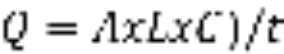 Q = AxLxC)/t